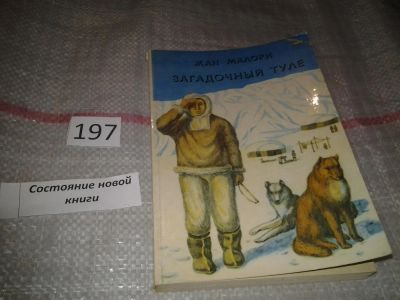 ЖАН МАЛОРИ
ЗАГАДОЧНЫЙ ТУЛЕ
197
Состояние новой
книги